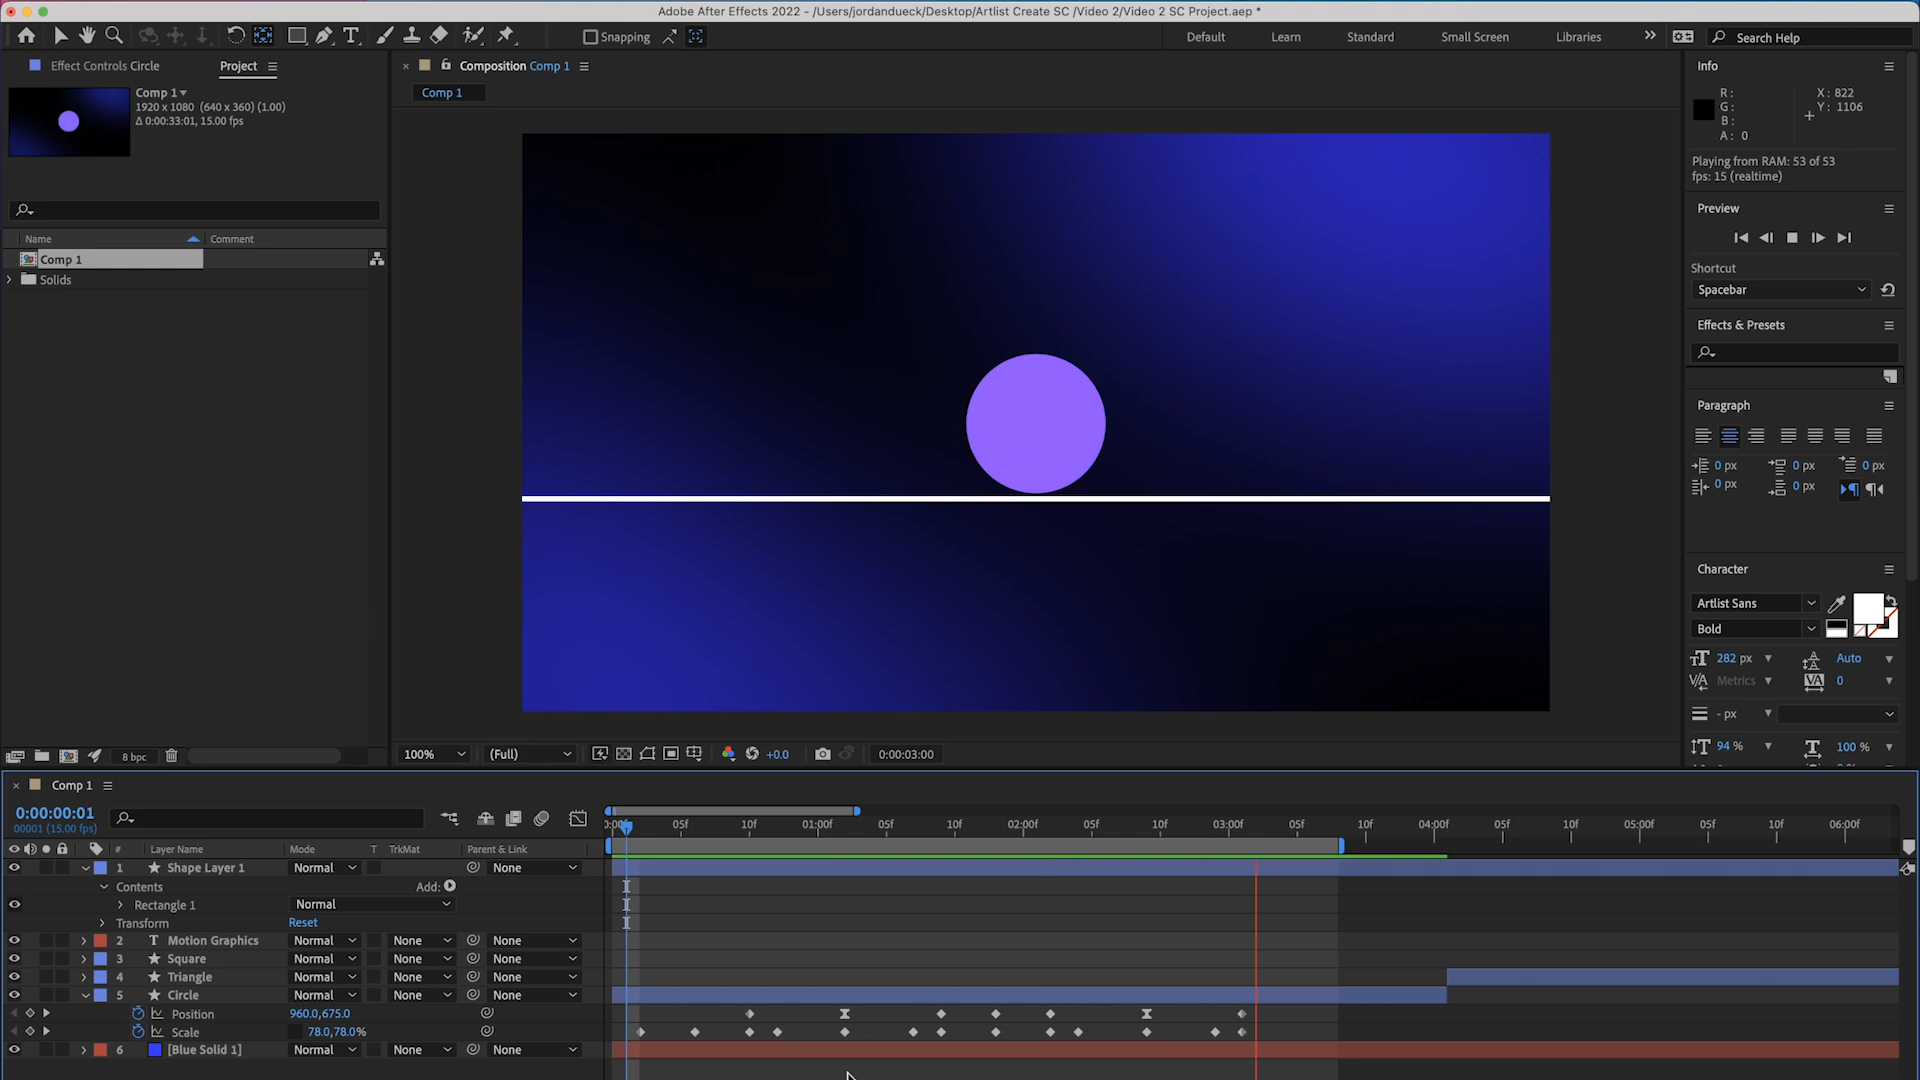 Adobe After Effects 2022 - /Users/jordandueck/Desktop/Artlist Create SC /Video 2/Video 2 SC Project.aep *
Snapping
Default
Learn
Standard
Small Screen
Libraries
Search Help
Effect Controls Circle
Project
Composition Comp 1
Info
Comp 1
1920 x 1080 (640 x 360) (1.00)
Δ 0:00:33:01, 15.00 fps
Comp 1
R :
G :
B :
A : 0
X : 822
Y : 1106
Playing from RAM: 53 of 53
fps: 15 (realtime)
Preview
Name
Comment
Comp 1
Solids
Shortcut
Spacebar
Effects & Presets
Paragraph
0 px
0 px
0 px
0 px
0 px
Character
Artlist Sans
Bold
282 px
Auto
Metrics
0
- px
94 %
100 %
8 bpc
100%
(Full)
+0.0
0:00:03:00
Comp 1
0:00:00:01
00001 (15.00 fps)
05f
10f
01:00f
05f
10f
02:00f
05f
10f
03:00f
05f
10f
04:00f
05f
10f
05:00f
05f
10f
06:00f
#
Layer Name
Mode
T
TrkMat
Parent & Link
1
Shape Layer 1
Normal
None
Contents
Add:
Rectangle 1
Normal
Transform
Reset
2
T
Motion Graphics
Normal
None
None
3
Square
Normal
None
None
4
Triangle
Normal
None
None
5
Circle
Normal
None
None
Position
960.0,675.0
Scale
78.0,78.0%
6
[Blue Solid 1]
Normal
None
None